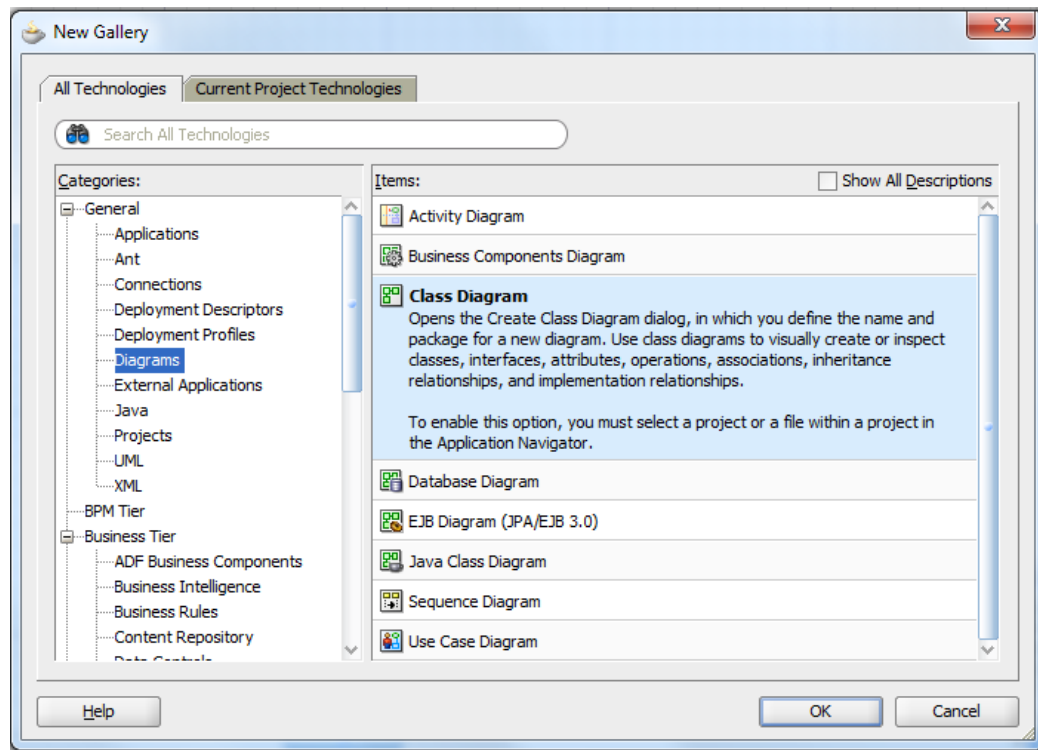 New Gallery
All Technologies
Current Project Technologies
Search All Technologies
Categories:
General
Applications
Ant
Connections
Deployment Descriptors
Deployment Profiles
Diagrams
External Applications
Java
Projects
UML
XML
BPM Tier
Business Tier
ADF Business Components
Business Intelligence
Business Rules
Content Repository
Items:
Show All Descriptions
Activity Diagram
Business Components Diagram
Class Diagram
Opens the Create Class Diagram dialog, in which you define the name and
package for a new diagram. Use class diagrams to visually create or inspect
classes, interfaces, attributes, operations, associations, inheritance
relationships, and implementation relationships.
To enable this option, you must select a project or a file within a project in
the Application Navigator.
Database Diagram
EJB Diagram (JPA/EJB 3.0)
Java Class Diagram
Sequence Diagram
Use Case Diagram
Help
OK
Cancel